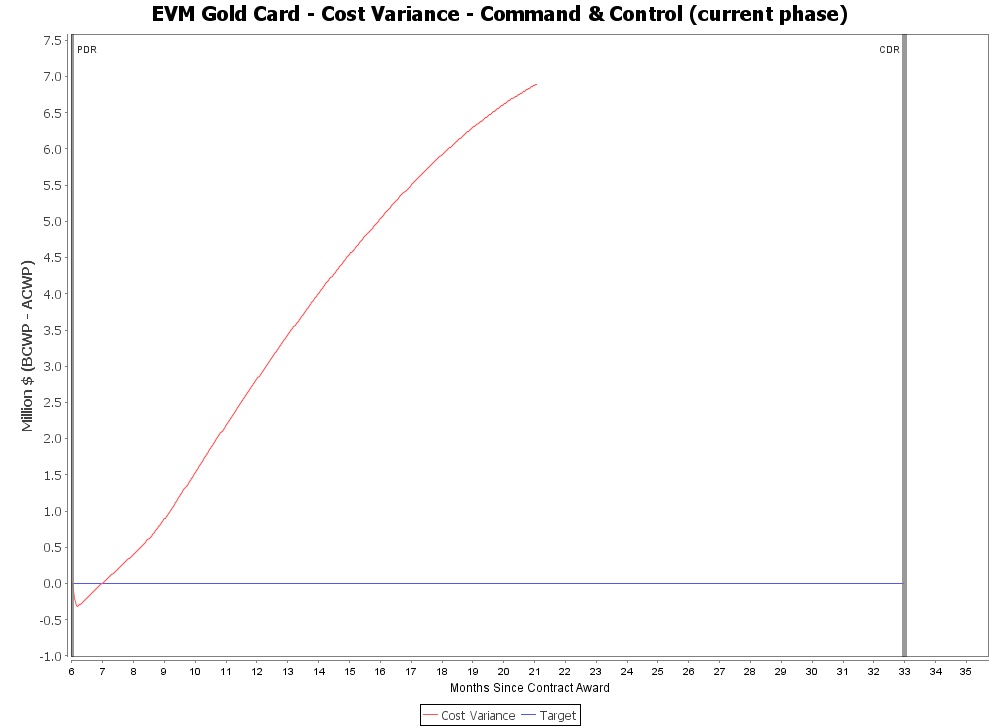 EVM Gold Card - Cost Variance - Command & Control (current phase)
7.5
7.0
6.5
6.0
5.5
5.0
4.5
4.0
3.5
3.0
2.5
2.0
1.5
1.0
0.5
0.0
-0.5
-1.0
Million $ (BCWP - ACWP)
PDR
CDR
6 7 8 9 10 11 12 13 14 15 16 17 18 19 20 21 22 23 24 25 26 27 28 29 30 31 32 33 34 35
Months Since Contract Award
Cost Variance Target